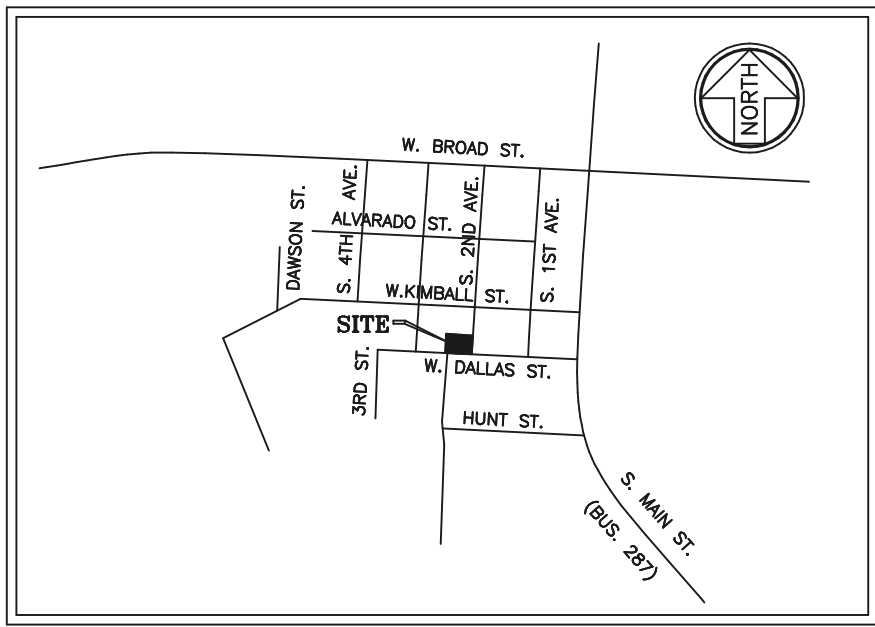 NORTH
W. BROAD ST.
DAWSON ST.
S. 4TH AVE.
ALVARADO ST.
S. 2ND AVE.
S. 1ST AVE.
W.KIMBALL ST.
SITE
3RD ST.
W. DALLAS ST.
HUNT ST.
S. MAIN ST.
(BUS. 287)